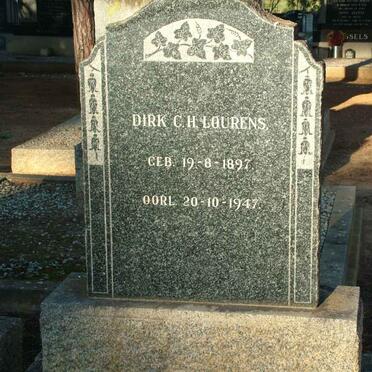 DIRK C.H. LOURENS
GEB. 19-8-1897
OORL. 20-10-1947